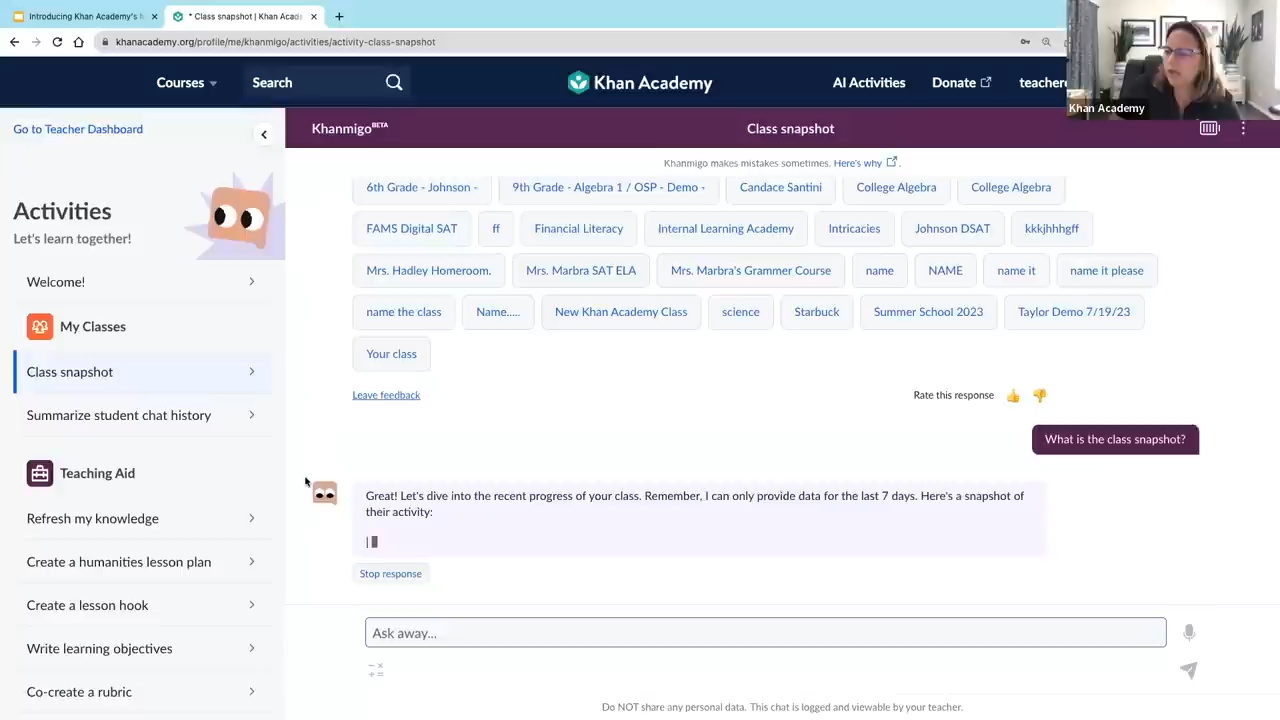 Introducing Khan Academy's
* Class snapshot | Khan Acad
khanacademy.org/profile/me/khanmigo/activities/activity-class-snapshot
Courses
Search
Khan Academy
AI Activities
Donate
teacher
Khan Academy
Go to Teacher Dashboard
Activities
Let's learn together!
Welcome!
My Classes
Class snapshot
Summarize student chat history
Teaching Aid
Refresh my knowledge
Create a humanities lesson plan
Create a lesson hook
Write learning objectives
Co-create a rubric
Khanmigo BETA
Class snapshot
Khanmigo makes mistakes sometimes. Here's why.
6th Grade - Johnson - 9th Grade - Algebra 1 / OSP - Demo - Candace Santini College Algebra College Algebra
FAMS Digital SAT ff Financial Literacy Internal Learning Academy Intricacies Johnson DSAT kkkjhhhgff
Mrs. Hadley Homeroom. Mrs. Marbra SAT ELA Mrs. Marbra's Grammer Course name NAME name it name it please
name the class Name..... New Khan Academy Class science Starbuck Summer School 2023 Taylor Demo 7/19/23
Your class
Leave feedback
Rate this response
What is the class snapshot?
Great! Let's dive into the recent progress of your class. Remember, I can only provide data for the last 7 days. Here's a snapshot of
their activity:
|
Stop response
Ask away...
Do NOT share any personal data. This chat is logged and viewable by your teacher.